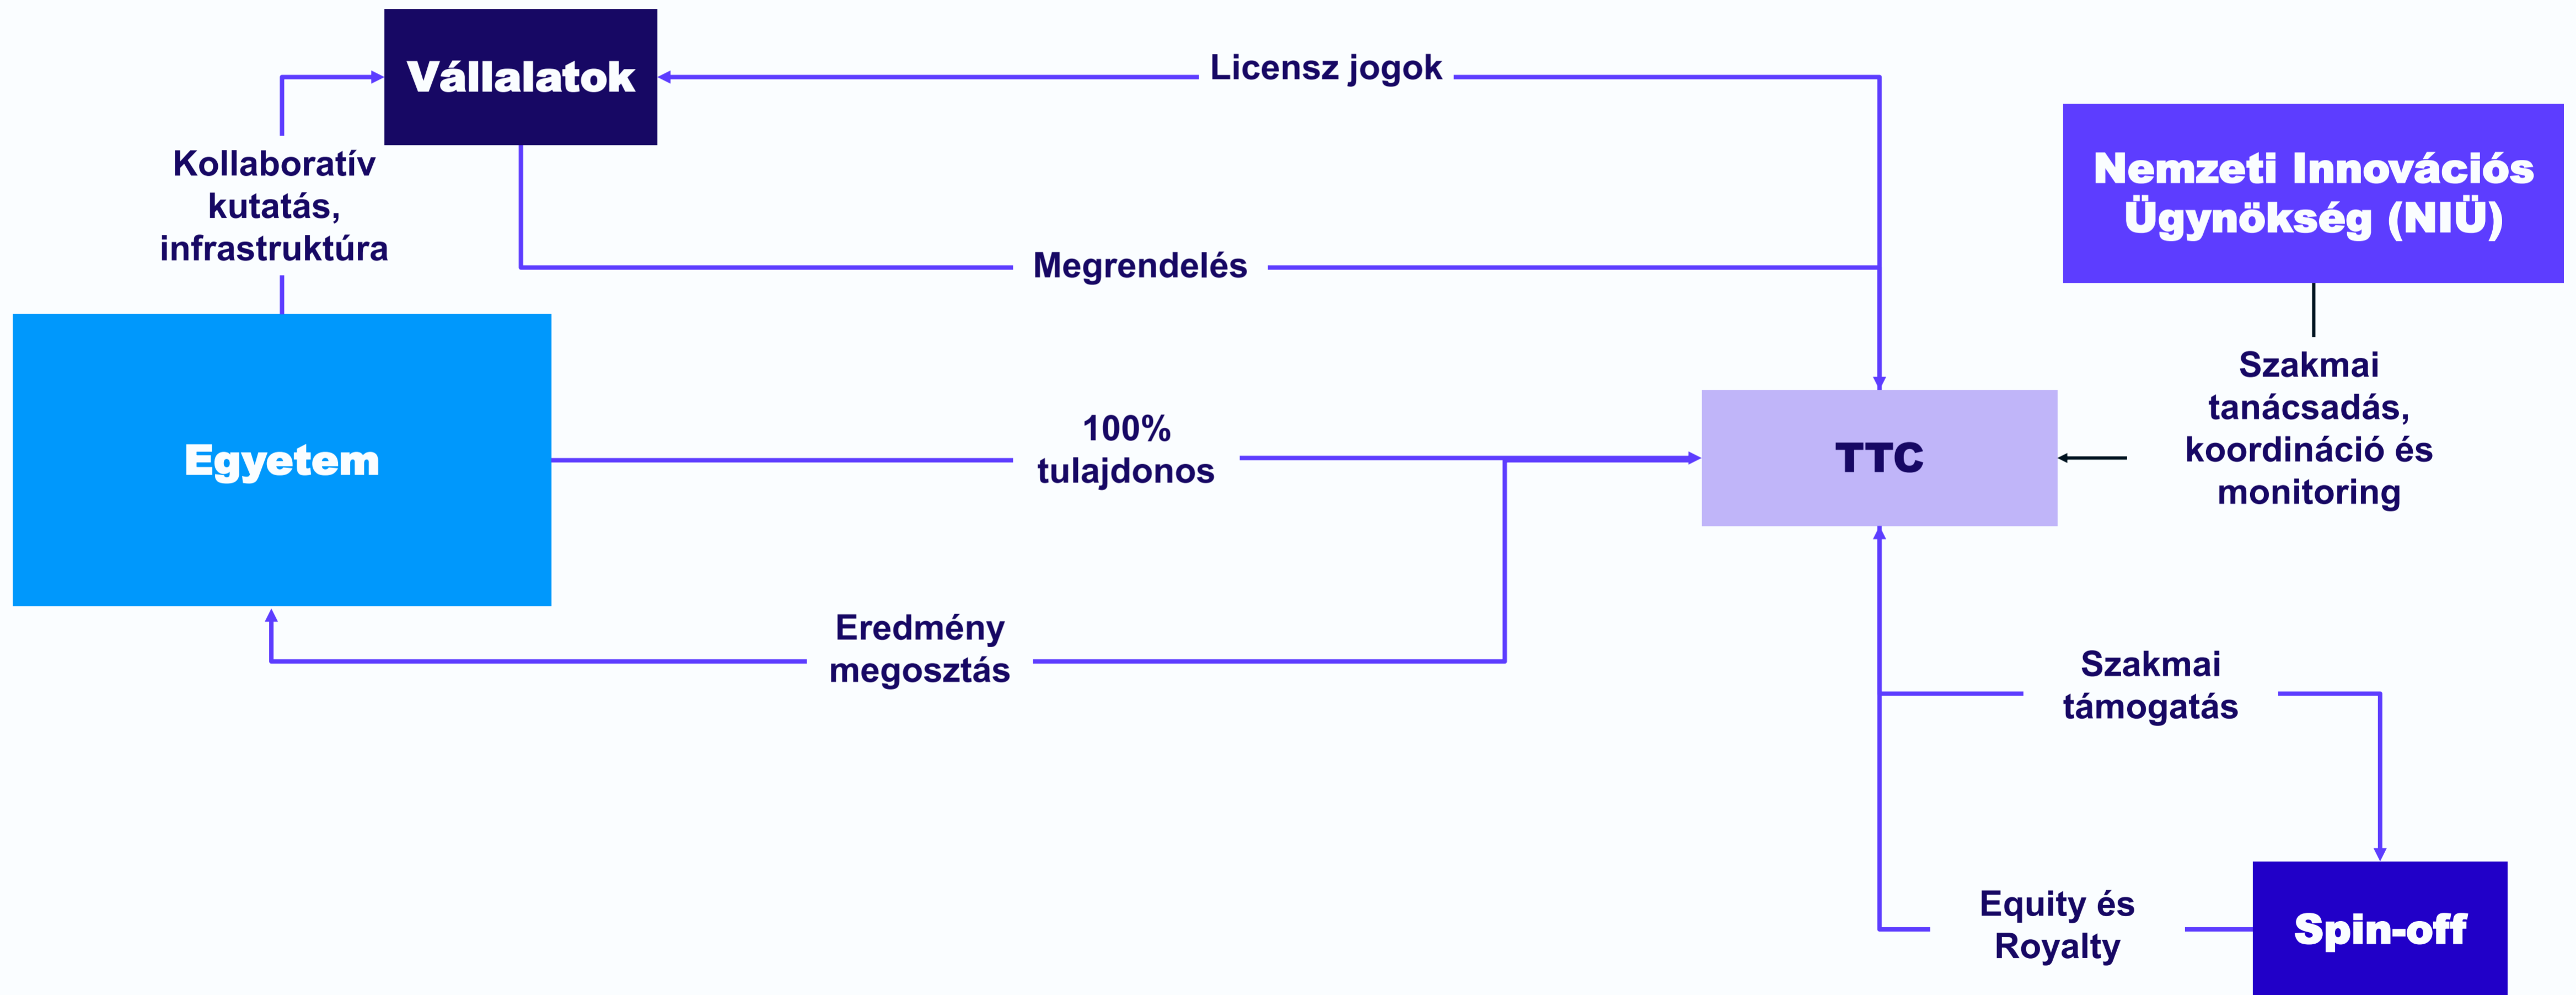 Vállalatok
Licensz jogok
Kollaboratív
kutatás,
infrastruktúra
Nemzeti Innovációs
Ügynökség (NIÜ)
Megrendelés
Egyetem
100%
tulajdonos
TTC
Szakmai
tanácsadás,
koordináció és
monitoring
Eredmény
megosztás
Szakmai
támogatás
Equity és
Royalty
Spin-off